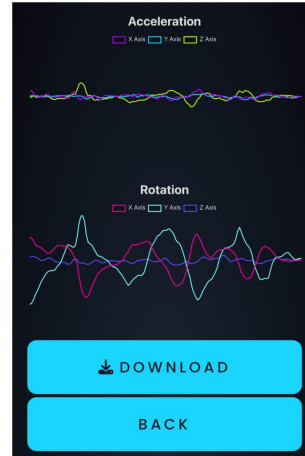 Acceleration
X Axis Y Axis Z Axis
Rotation
X Axis Y Axis Z Axis
DOWNLOAD
BACK